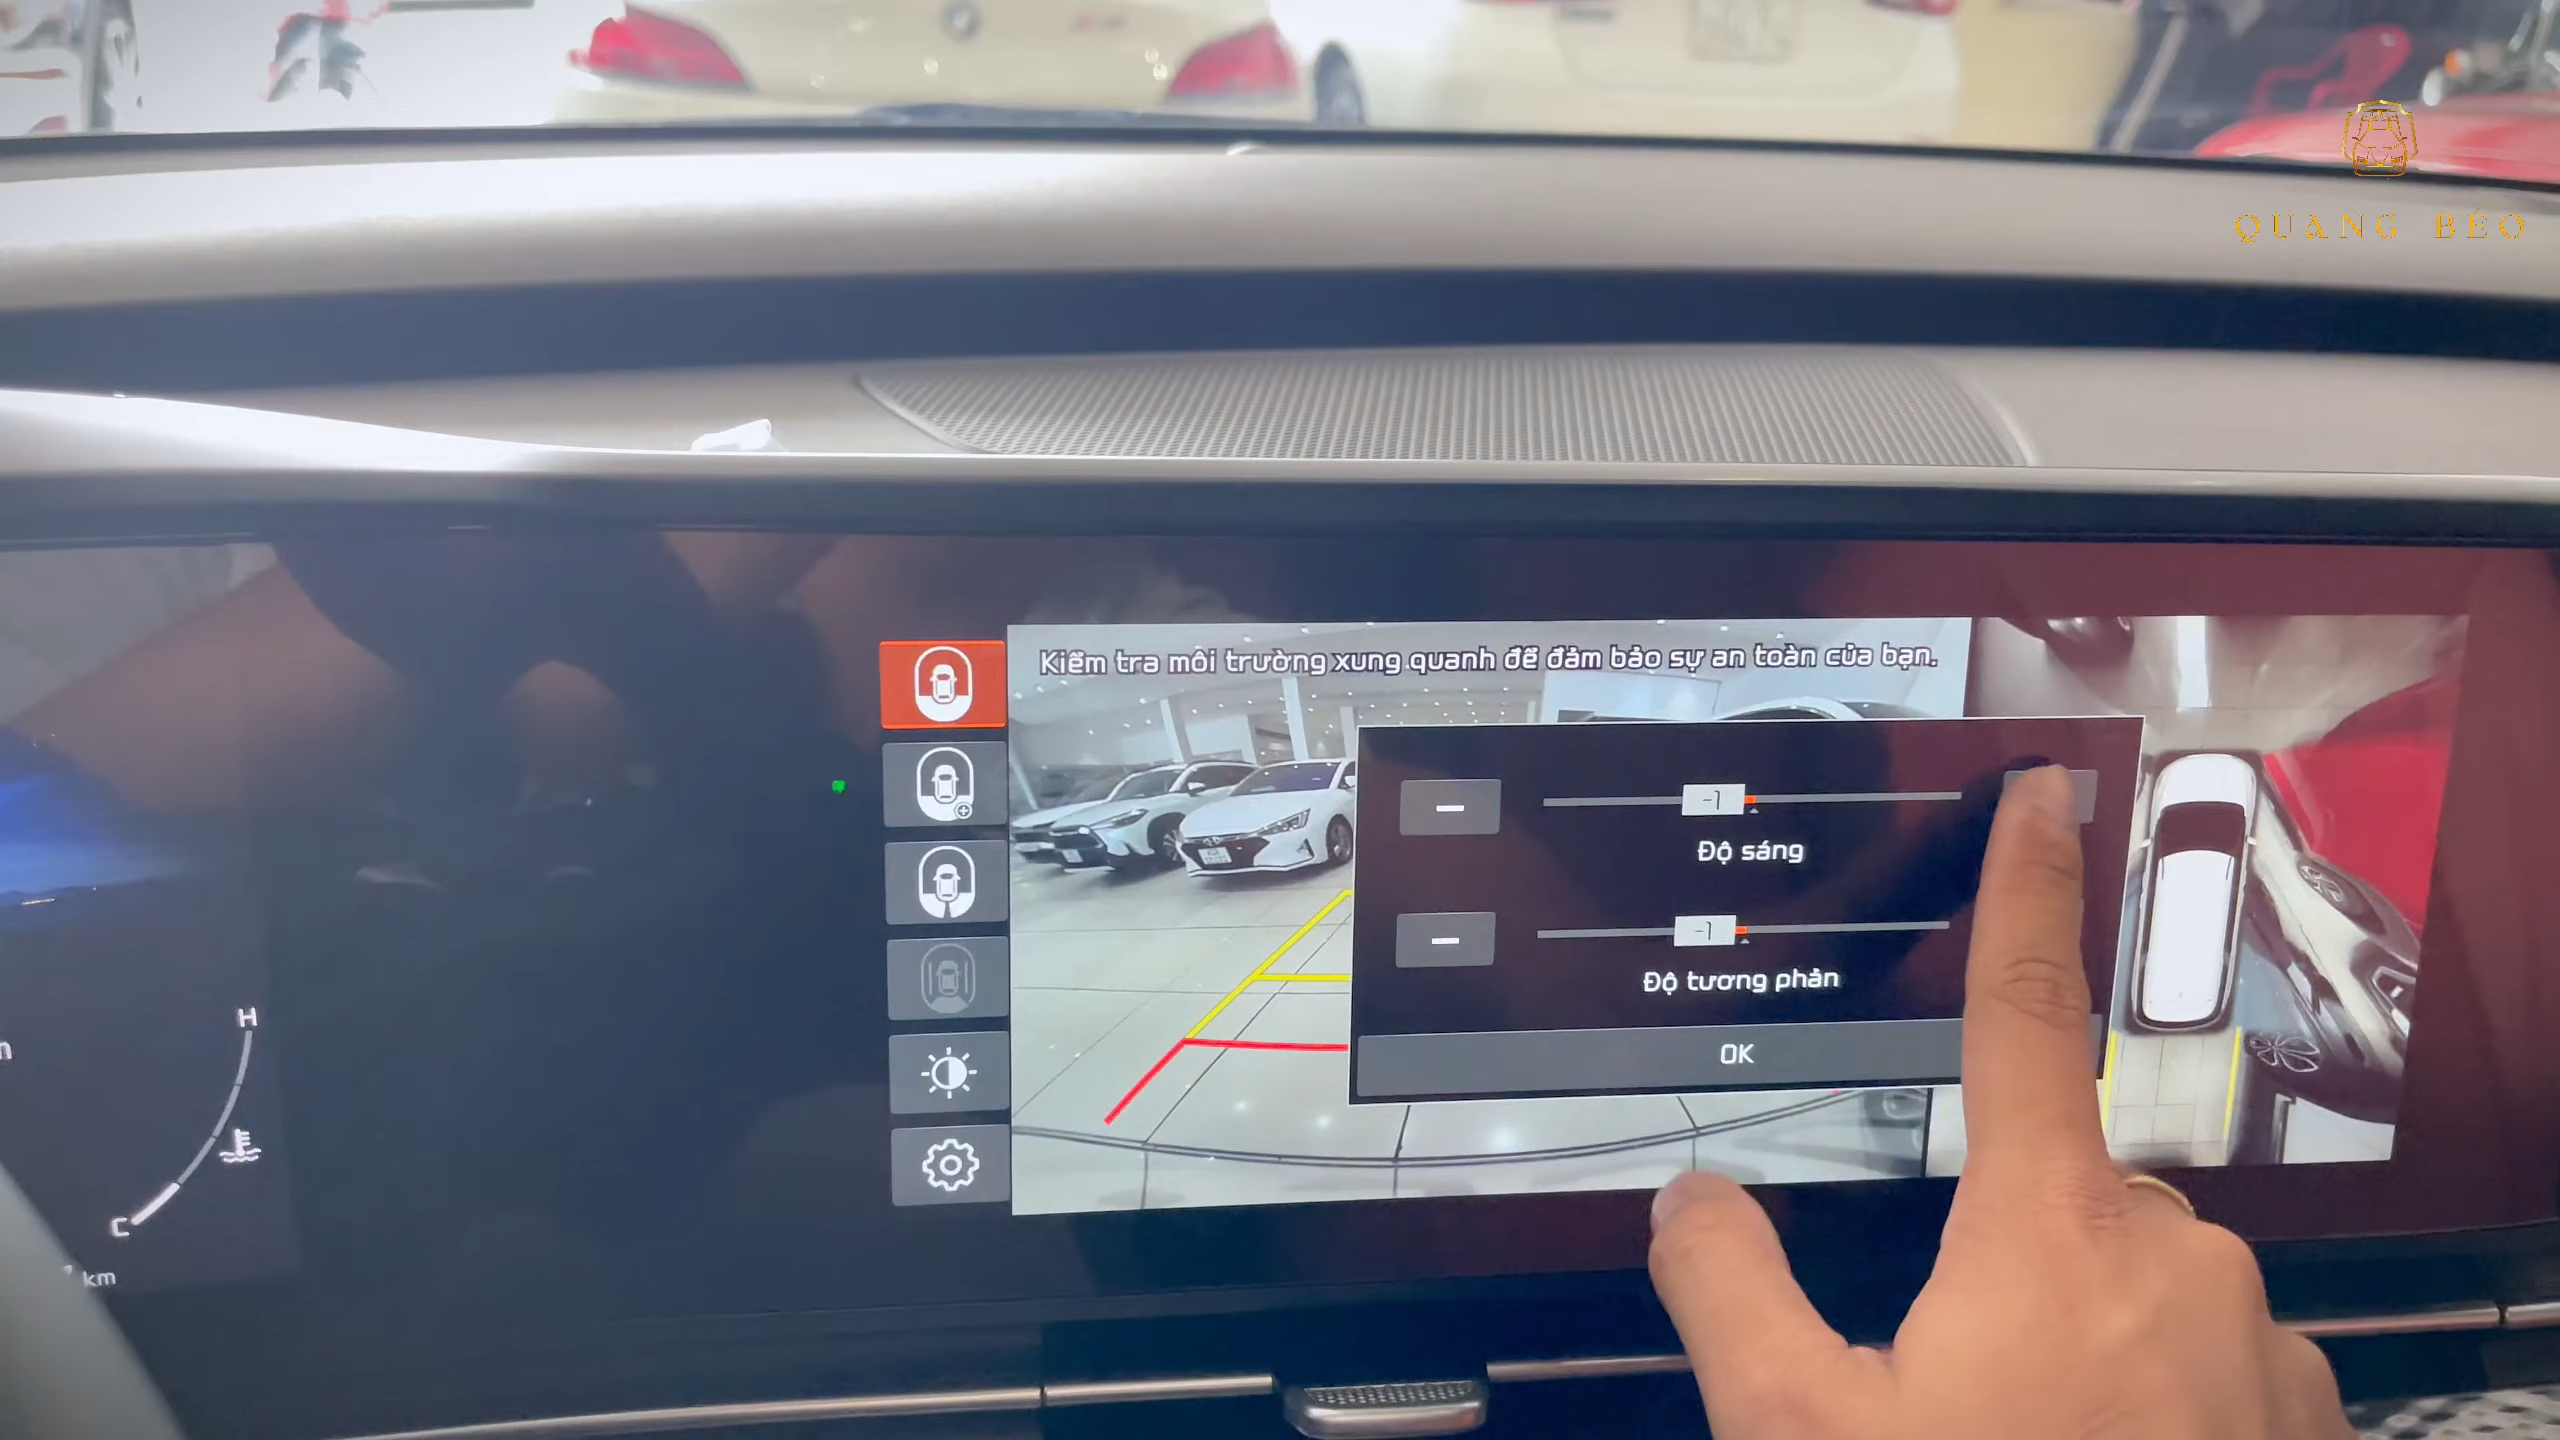 QUANG BÉO
Kiểm tra môi trường xung quanh để đảm bảo sự an toàn của bạn.
-1
Độ sáng
-1
Độ tương phản
OK
H
C
km